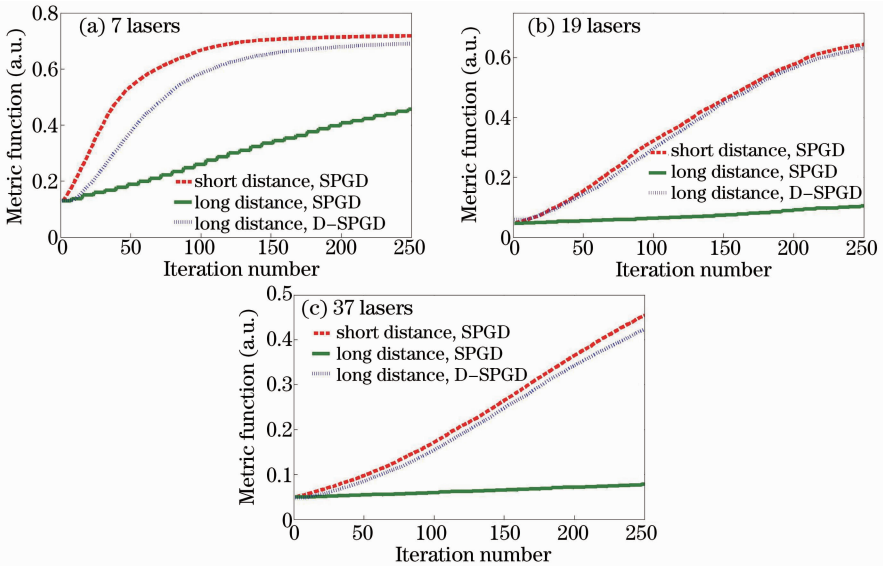 (a) 7 lasers
Metric function (a.u.)
0.8
0.6
0.4
0.2
0
short distance, SPGD
long distance, SPGD
long distance, D-SPGD
0 50 100 150 200 250
Iteration number
(b) 19 lasers
Metric function (a.u.)
0.6
0.4
0.2
0
short distance, SPGD
long distance, SPGD
long distance, D-SPGD
0 50 100 150 200 250
Iteration number
(c) 37 lasers
Metric function (a.u.)
0.5
0.4
0.3
0.2
0.1
0
short distance, SPGD
long distance, SPGD
long distance, D-SPGD
0 50 100 150 200 250
Iteration number